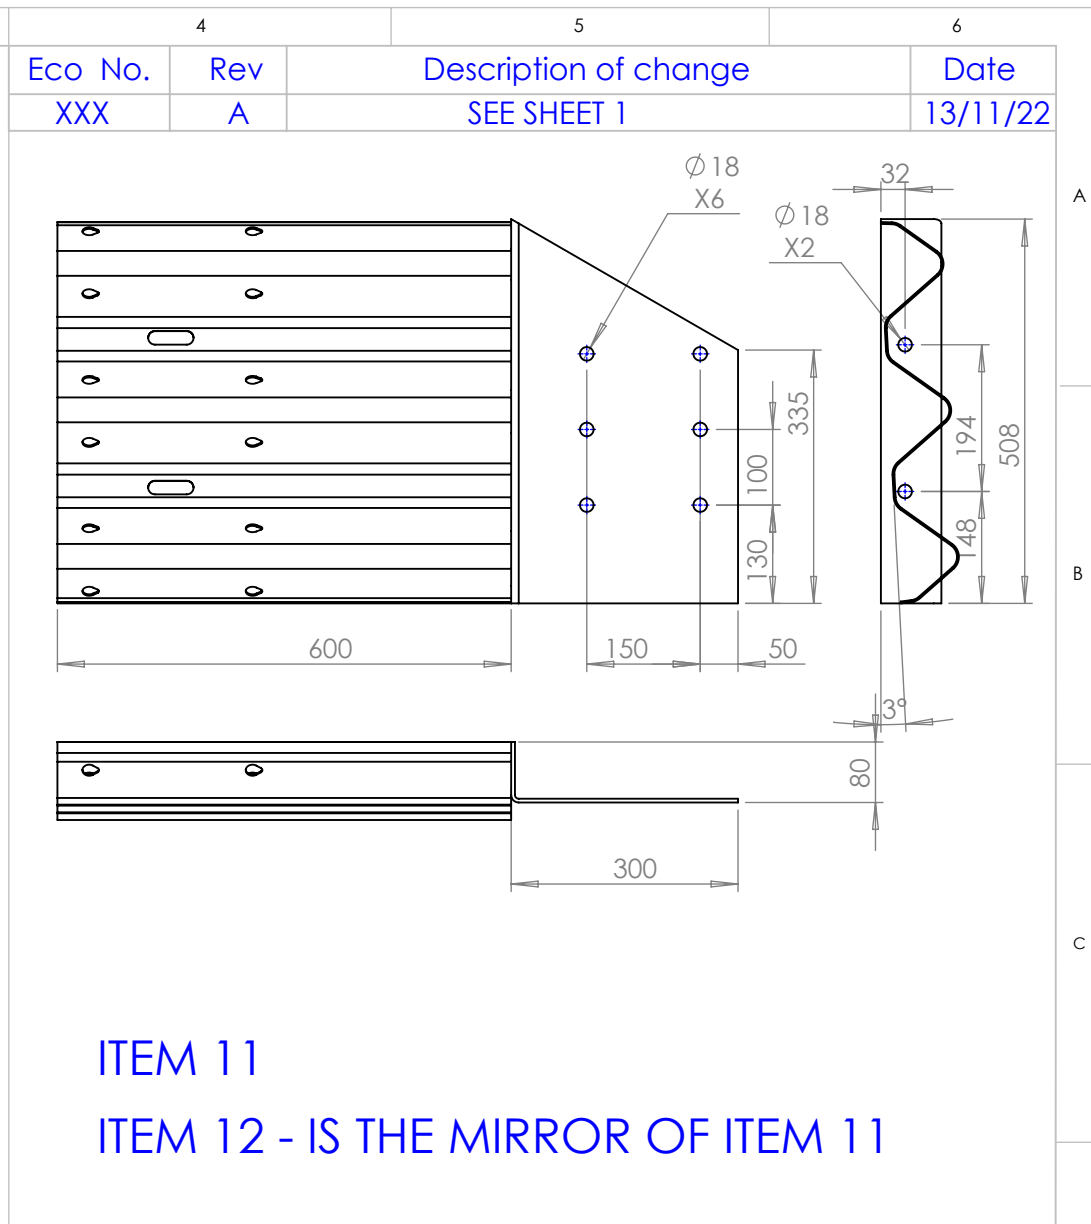 4 5 6
Eco No. Rev Description of change Date
XXX A SEE SHEET 1 13/11/22
A
B
C
∅18
X6
∅18
X2
32
335
100
130
194
148
508
600
150
50
3°
80
300
ITEM 11
ITEM 12 - IS THE MIRROR OF ITEM 11